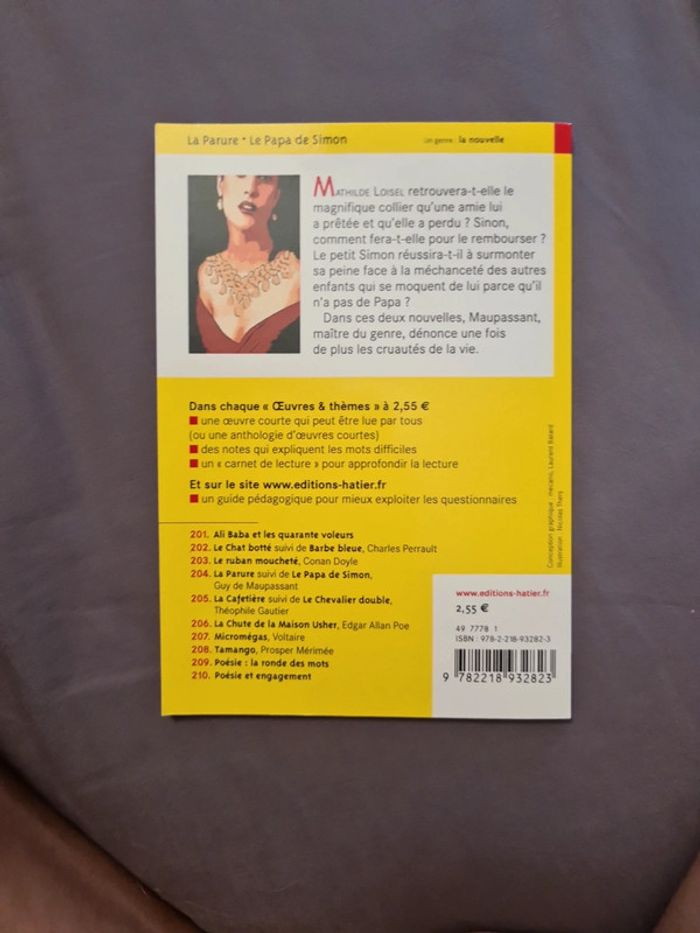 La Parure • Le Papa de Simon
un genre : la nouvelle
MATHILDE LOISEL retrouvera-t-elle le
magnifique collier qu'une amie lui
a prêtée et qu'elle a perdu ? Sinon,
comment fera-t-elle pour le rembourser ?
Le petit Simon réussira-t-il à surmonter
sa peine face à la méchanceté des autres
enfants qui se moquent de lui parce qu'il
n'a pas de Papa ?
Dans ces deux nouvelles, Maupassant,
maître du genre, dénonce une fois
de plus les cruautés de la vie.
Dans chaque « Œuvres & thèmes » à 2,55 €
■ une œuvre courte qui peut être lue par tous
(ou une anthologie d'œuvres courtes)
■ des notes qui expliquent les mots difficiles
■ un « carnet de lecture » pour approfondir la lecture
Et sur le site www.editions-hatier.fr
■ un guide pédagogique pour mieux exploiter les questionnaires
201. Ali Baba et les quarante voleurs
202. Le Chat botté suivi de Barbe bleue, Charles Perrault
203. Le ruban moucheté, Conan Doyle
204. La Parure suivi de Le Papa de Simon,
Guy de Maupassant
205. La Cafetière suivi de Le Chevalier double,
Théophile Gautier
206. La Chute de la Maison Usher, Edgar Allan Poe
207. Micromégas, Voltaire
208. Tamango, Prosper Mérimée
209. Poésie : la ronde des mots
210. Poésie et engagement
Conception graphique : mecano, Laurent Batard
Illustration : Nicolas Thers
www.editions-hatier.fr
2,55 €
49 7778 1
ISBN : 978-2-218-93282-3
9 782218 932823